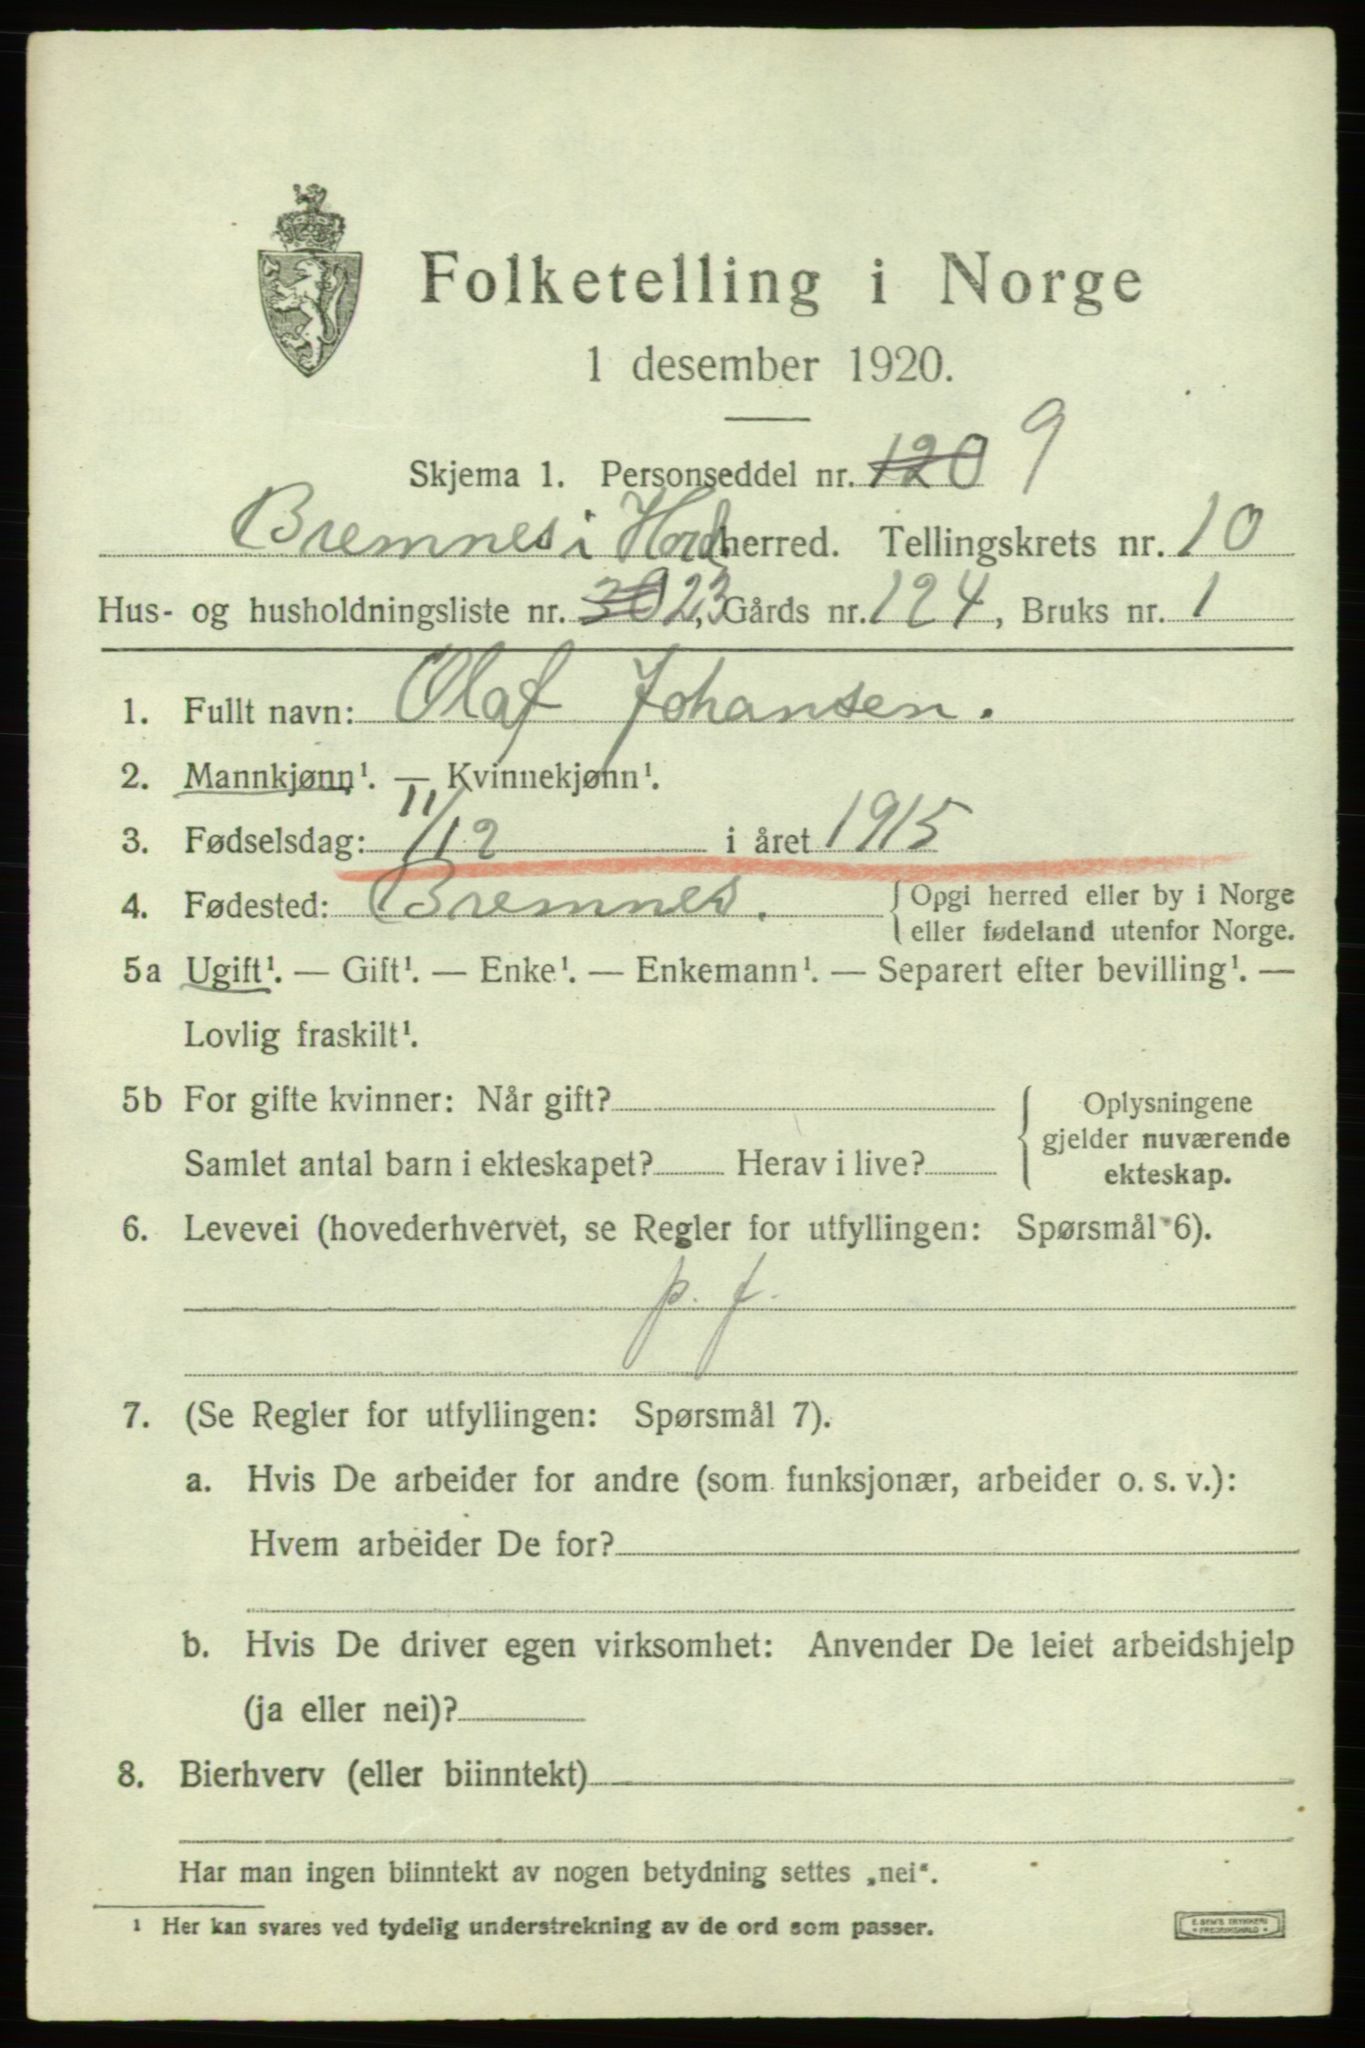 Folketelling i Norge
1 desember 1920.
Skjema 1. Personseddel nr. 120 9
Bremnes i Hord. herred. Tellingskrets nr. 10
Hus- og husholdningsliste nr. 30 23, Gårds nr. 124, Bruks nr. 1
1. Fullt navn: Olaf Johansen.
2. Mannkjønn¹. — Kvinnekjønn¹.
3. Fødselsdag: 11/12 i året 1915
4. Fødested: Bremnes. { Opgi herred eller by i Norge
eller fødeland utenfor Norge.
5a Ugift¹. — Gift¹. — Enke¹. — Enkemann¹. — Separert efter bevilling¹. —
Lovlig fraskilt¹.
5b For gifte kvinner: Når gift?
Samlet antal barn i ekteskapet? Herav i live?
{ Oplysningene
gjelder nuværende
ekteskap.
6. Levevei (hovederhvervet, se Regler for utfyllingen: Spørsmål 6).
p. f.
7. (Se Regler for utfyllingen: Spørsmål 7).
a. Hvis De arbeider for andre (som funksjonær, arbeider o. s. v.):
Hvem arbeider De for?
b. Hvis De driver egen virksomhet: Anvender De leiet arbeidshjelp
(ja eller nei)?
8. Bierhverv (eller biinntekt)
Har man ingen biinntekt av nogen betydning settes „nei“.
¹ Her kan svares ved tydelig understrekning av de ord som passer.
E. SEM'S TRYKKERI
FREDRIKSHALD